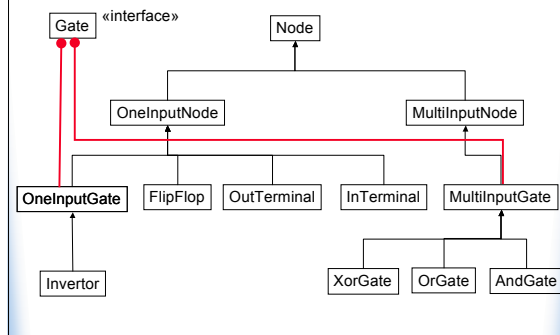 Gate «interface»
Node
OneInputNode MultiInputNode
OneInputGate FlipFlop OutTerminal InTerminal MultiInputGate
Invertor XorGate OrGate AndGate